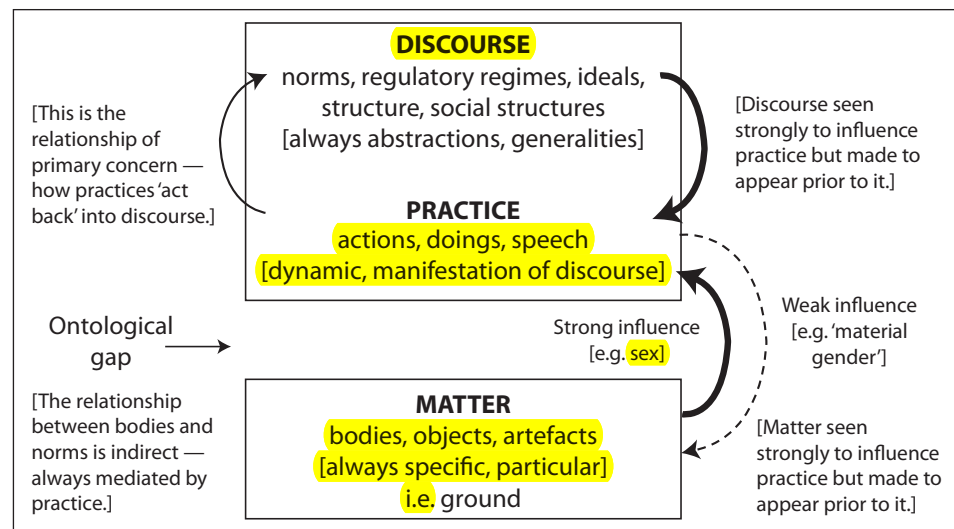 DISCOURSE
norms, regulatory regimes, ideals,
structure, social structures
[always abstractions, generalities]
[This is the
relationship of
primary concern —
how practices ‘act
back’ into discourse.]
[Discourse seen
strongly to influence
practice but made to
appear prior to it.]
PRACTICE
actions, doings, speech
[dynamic, manifestation of discourse]
Ontological
gap
Strong influence
[e.g. sex]
Weak influence
[e.g. ‘material
gender’]
[The relationship
between bodies and
norms is indirect —
always mediated by
practice.]
MATTER
bodies, objects, artefacts
[always specific, particular]
i.e. ground
[Matter seen
strongly to influence
practice but made to
appear prior to it.]